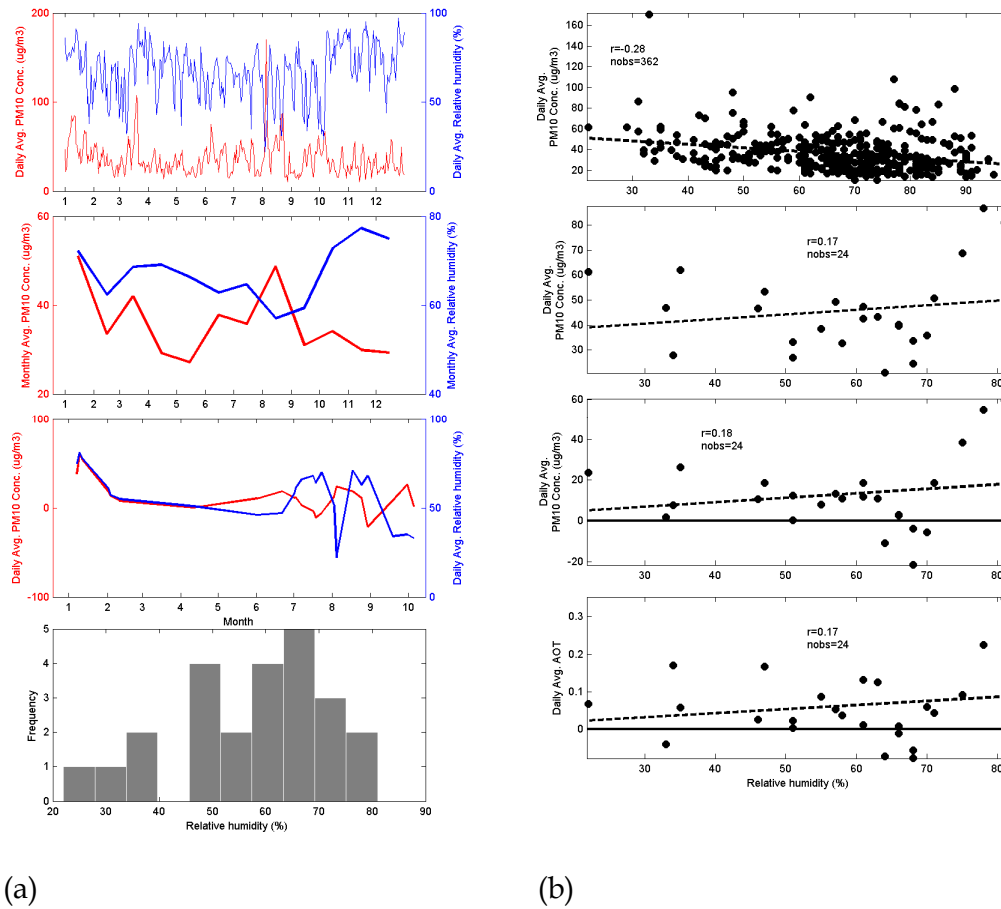 200
100
0
Daily Avg. PM10 Conc. (ug/m3)
100
50
0
Daily Avg. Relative humidity (%)
1 2 3 4 5 6 7 8 9 10 11 12
60
40
20
Monthly Avg. PM10 Conc. (ug/m3)
80
60
40
Monthly Avg. Relative humidity (%)
1 2 3 4 5 6 7 8 9 10 11 12
100
0
-100
Daily Avg. PM10 Conc. (ug/m3)
100
50
0
Daily Avg. Relative humidity (%)
1 2 3 4 5 6 7 8 9 10
Month
5
4
3
2
1
0
Frequency
20 30 40 50 60 70 80 90
Relative humidity (%)
(a)
160
140
120
100
80
60
40
20
Daily Avg.
PM10 Conc. (ug/m3)
r=-0.28
nobs=362
30 40 50 60 70 80 90
80
70
60
50
40
30
Daily Avg.
PM10 Conc. (ug/m3)
r=0.17
nobs=24
30 40 50 60 70 80
60
40
20
0
-20
Daily Avg.
PM10 Conc. (ug/m3)
r=0.18
nobs=24
30 40 50 60 70 80
0.3
0.2
0.1
0
Daily Avg. AOT
r=0.17
nobs=24
30 40 50 60 70 80
Relative humidity (%)
(b)